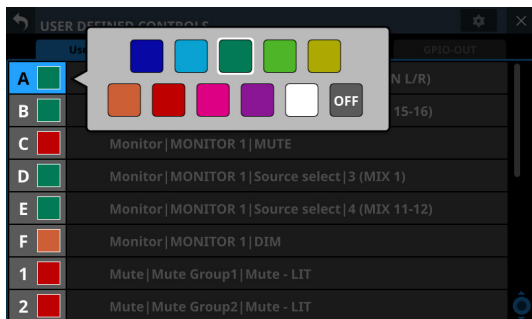 USER DEFINED CONTROLS
Use
GPIO-OUT
A
N L/R)
OFF
B
15-16)
C Monitor|MONITOR 1|MUTE
D Monitor|MONITOR 1|Source select|3 (MIX 1)
E Monitor|MONITOR 1|Source select|4 (MIX 11-12)
F Monitor|MONITOR 1|DIM
1 Mute|Mute Group1|Mute - LIT
2 Mute|Mute Group2|Mute - LIT